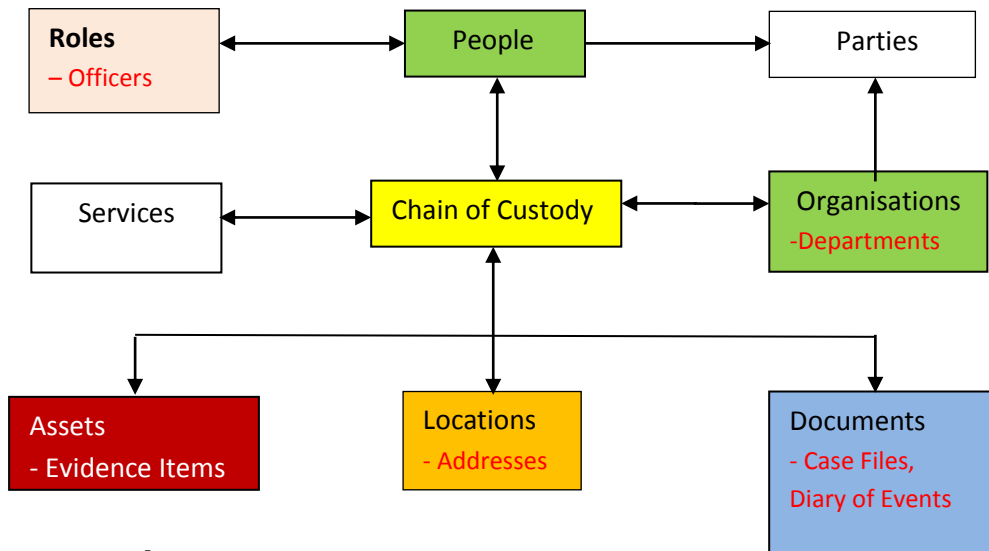 Roles
– Officers
People
Parties
Services
Chain of Custody
Organisations
-Departments
Assets
- Evidence Items
Locations
- Addresses
Documents
- Case Files,
Diary of Events